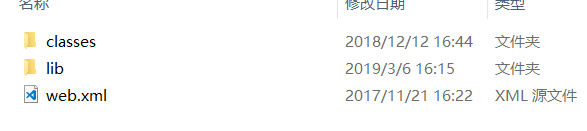 名称 修改日期 类型
classes 2018/12/12 16:44 文件夹
lib 2019/3/6 16:15 文件夹
web.xml 2017/11/21 16:22 XML 源文件